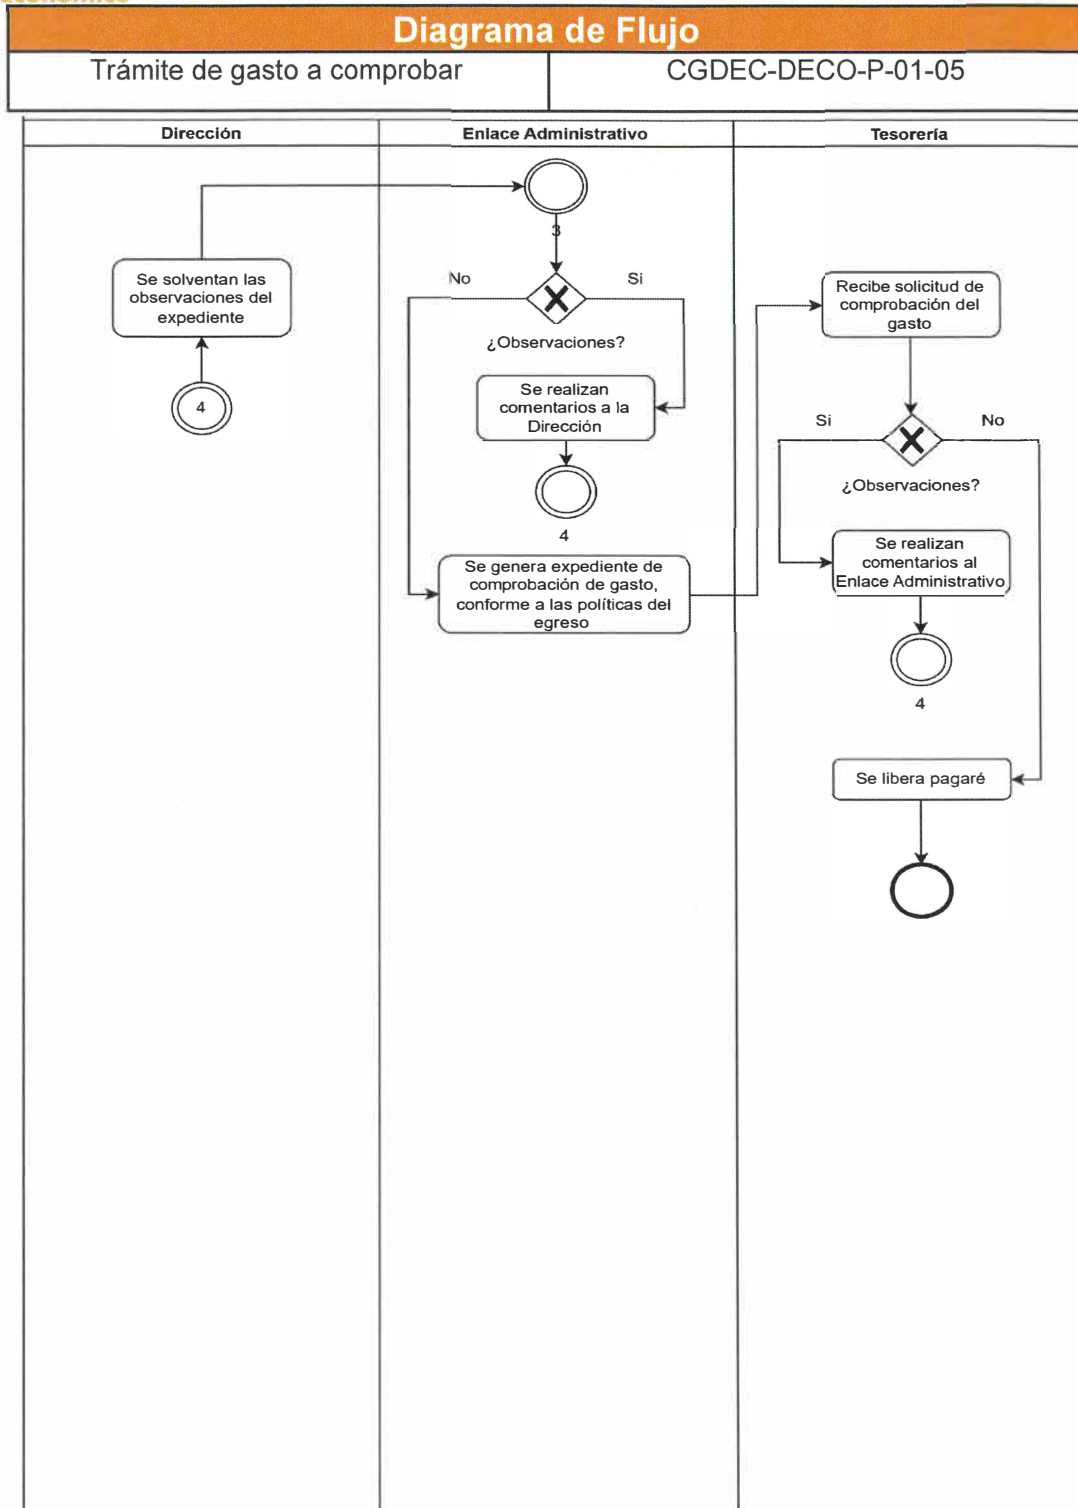 Diagrama de Flujo
Trámite de gasto a comprobar
CGDEC-DECO-P-01-05
Dirección
Enlace Administrativo
Tesorería
Se solventan las
observaciones del
expediente
4
3
No
Si
¿Observaciones?
Se realizan
comentarios a la
Dirección
4
Se genera expediente de
comprobación de gasto,
conforme a las políticas del
egreso
Recibe solicitud de
comprobación del
gasto
Si
No
¿Observaciones?
Se realizan
comentarios al
Enlace Administrativo
4
Se libera pagaré